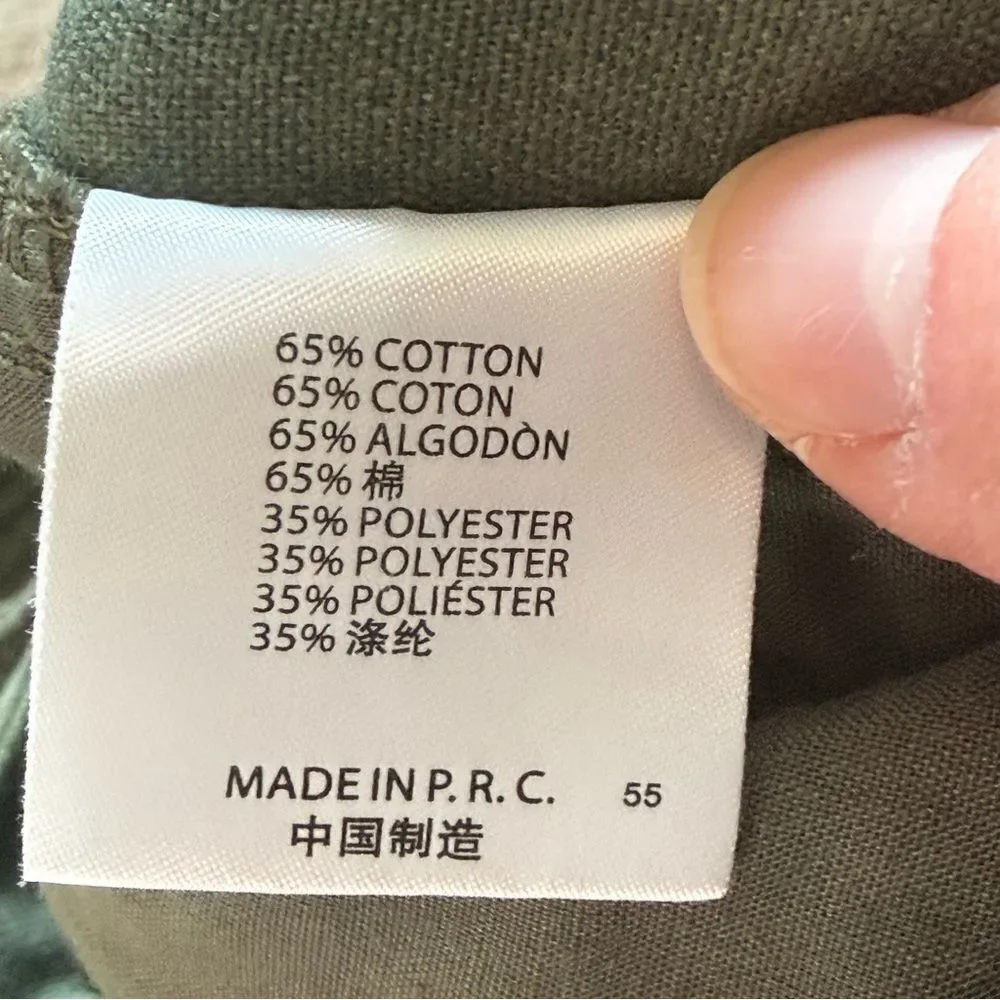 65% COTTON
65% COTON
65% ALGODÒN
65% 棉
35% POLYESTER
35% POLYESTER
35% POLIÉSTER
35% 涤纶
MADE IN P. R. C. 55
中国制造